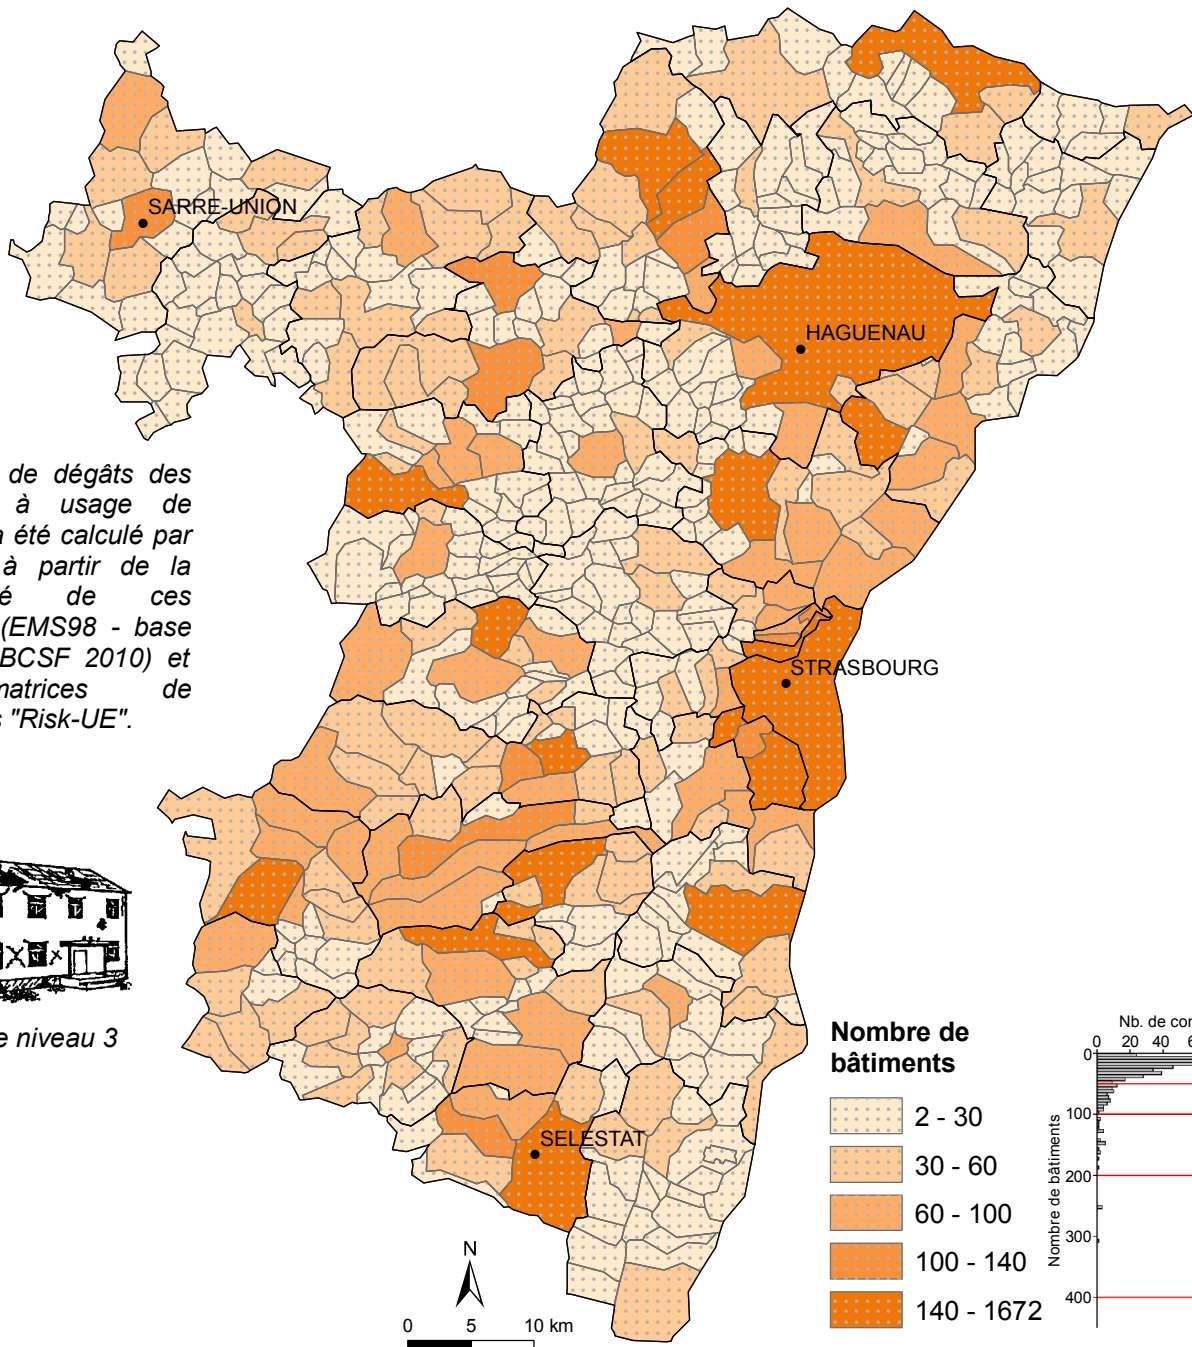 SARRE-UNION
HAGUENAU
de dégâts des
à usage de
a été calculé par
à partir de la
é de ces
(EMS98 - base
BCSF 2010) et
matrices de
s "Risk-UE".
STRASBOURG
e niveau 3
SELESTAT
N
0 5 10 km
Nombre de
bâtiments
2 - 30
30 - 60
60 - 100
100 - 140
140 - 1672
Nb. de con
0 20 40 6
0
100
200
300
400
Nombre de bâtiments